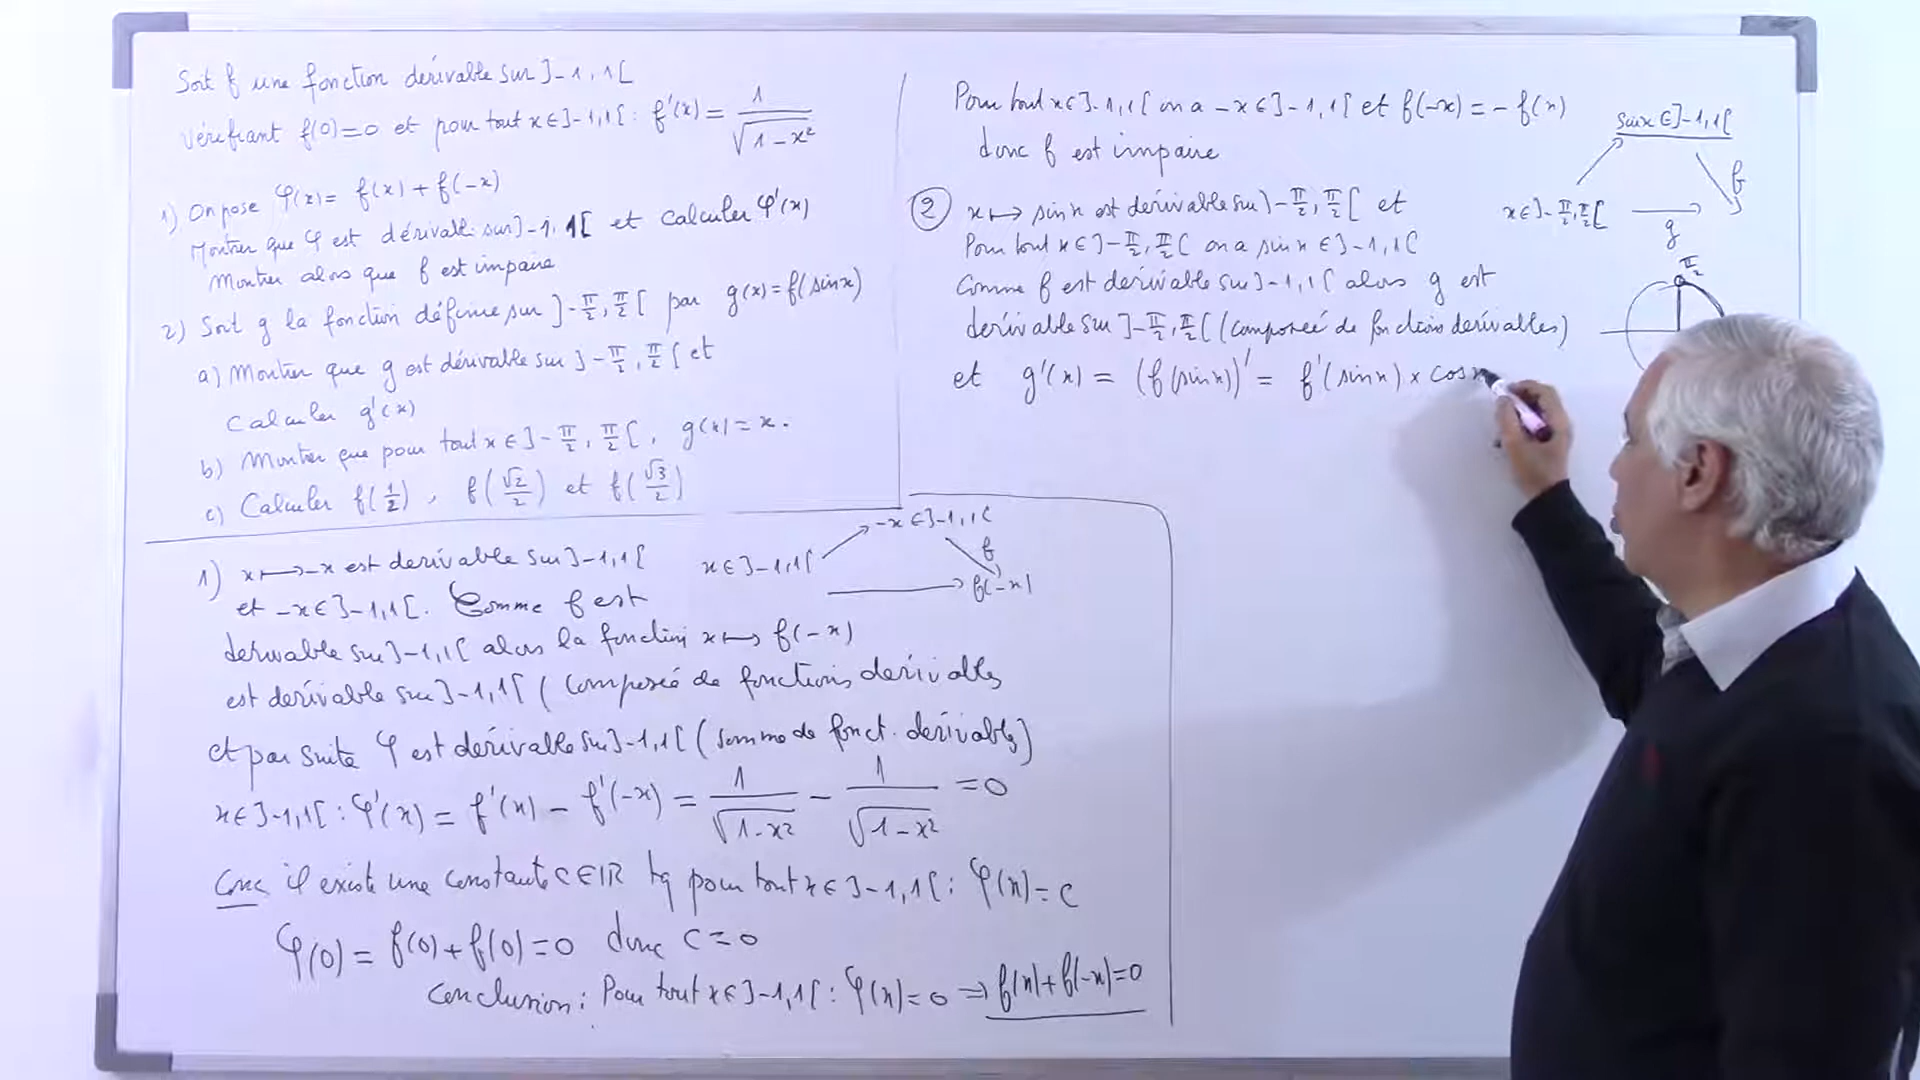 Soit f une fonction dérivable sur ]-1,1[
vérifiant f(0)=0 et pour tout x∈]-1,1[ : f'(x) = 1/√(1-x²)
1) On pose φ(x) = f(x) + f(-x)
Montrer que φ est dérivable sur ]-1,1[ et calculer φ'(x)
Montrer alors que f est impaire
2) Soit g la fonction définie sur ]-π/2, π/2[ par g(x)=f(sinx)
a) Montrer que g est dérivable sur ]-π/2, π/2[ et
Calculer g'(x)
b) Montrer que pour tout x∈]-π/2, π/2[, g(x)=x.
c) Calculer f(1/2), f(√2/2) et f(√3/2)
1) x⟼-x est dérivable sur ]-1,1[
et -x∈]-1,1[. Comme f est
dérivable sur ]-1,1[ alors la fonction x⟼f(-x)
est dérivable sur ]-1,1[ (Composée de fonctions dérivables
et par suite φ est dérivable sur ]-1,1[ (somme de fonct. dérivables)
x∈]-1,1[ : φ'(x) = f'(x) - f'(-x) = 1/√(1-x²) - 1/√(1-x²) = 0
Conc il existe une constante C∈IR tq pour tout x∈]-1,1[ : φ(x) = C
φ(0) = f(0)+f(0)=0 donc C=0
Conclusion : Pour tout x∈]-1,1[ : φ(x)=0 ⇒ f(x)+f(-x)=0
x∈]-1,1[
-x∈]-1,1[
f
f(-x)
Pour tout x∈]-1,1[ on a -x∈]-1,1[ et f(-x) = -f(x)
donc f est impaire
② x⟼sinx est dérivable sur ]-π/2, π/2[ et
Pour tout x∈]-π/2, π/2[ on a sinx∈]-1,1[
Comme f est dérivable sur ]-1,1[ alors g est
dérivable sur ]-π/2, π/2[ (Composée de fonctions dérivables)
et g'(x) = (f(sinx))' = f'(sinx) × cosx
sinx∈]-1,1[
f
x∈]-π/2, π/2[
g
π/2